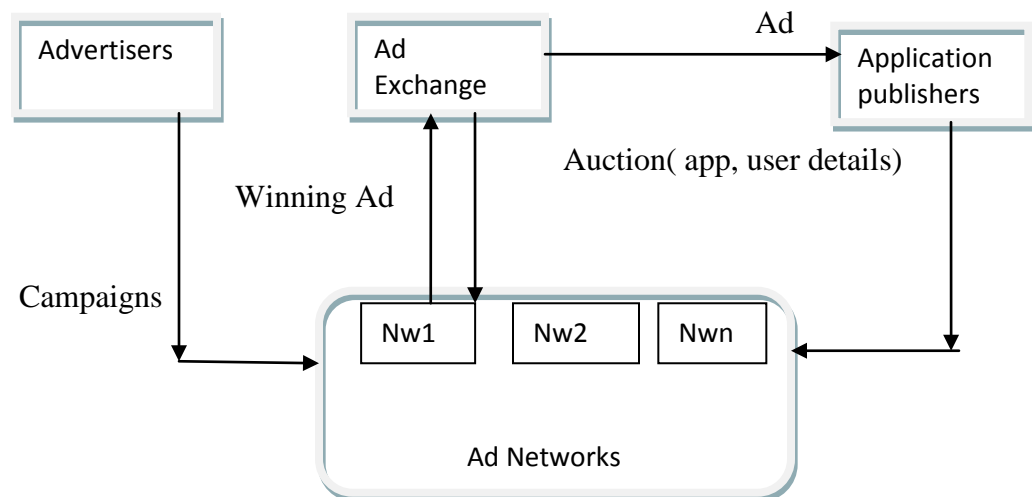 Advertisers
Ad
Exchange
Ad
Application
publishers
Auction( app, user details)
Winning Ad
Campaigns
Nw1
Nw2
Nwn
Ad Networks